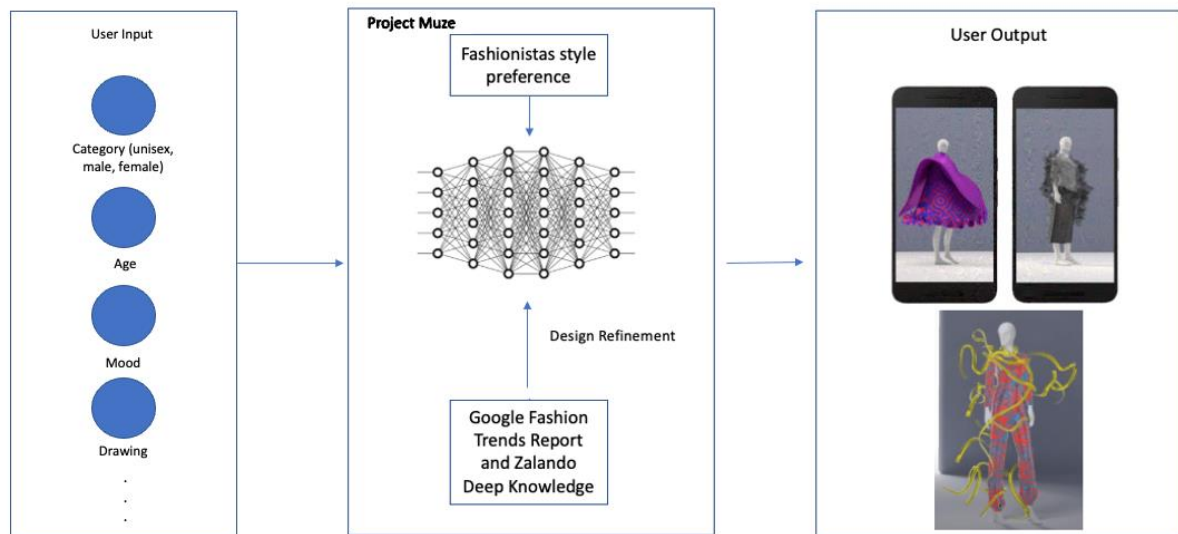 User Input
Category (unisex,
male, female)
Age
Mood
Drawing
.
.
.
Project Muze
Fashionistas style
preference
Design Refinement
Google Fashion
Trends Report
and Zalando
Deep Knowledge
User Output